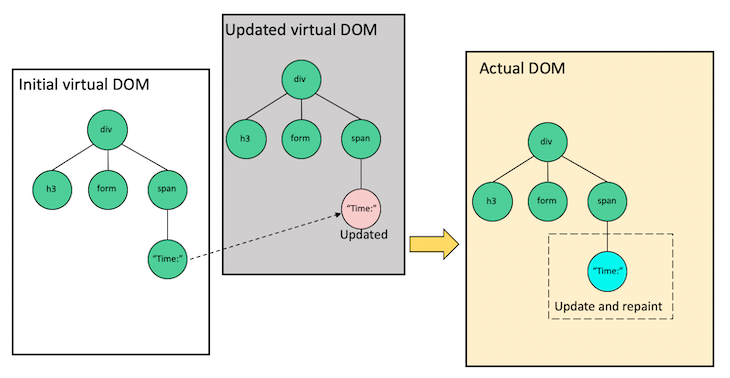 Initial virtual DOM
div
h3
form
span
“Time:”
Updated virtual DOM
div
h3
form
span
“Time:”
Updated
Actual DOM
div
h3
form
span
“Time:”
Update and repaint